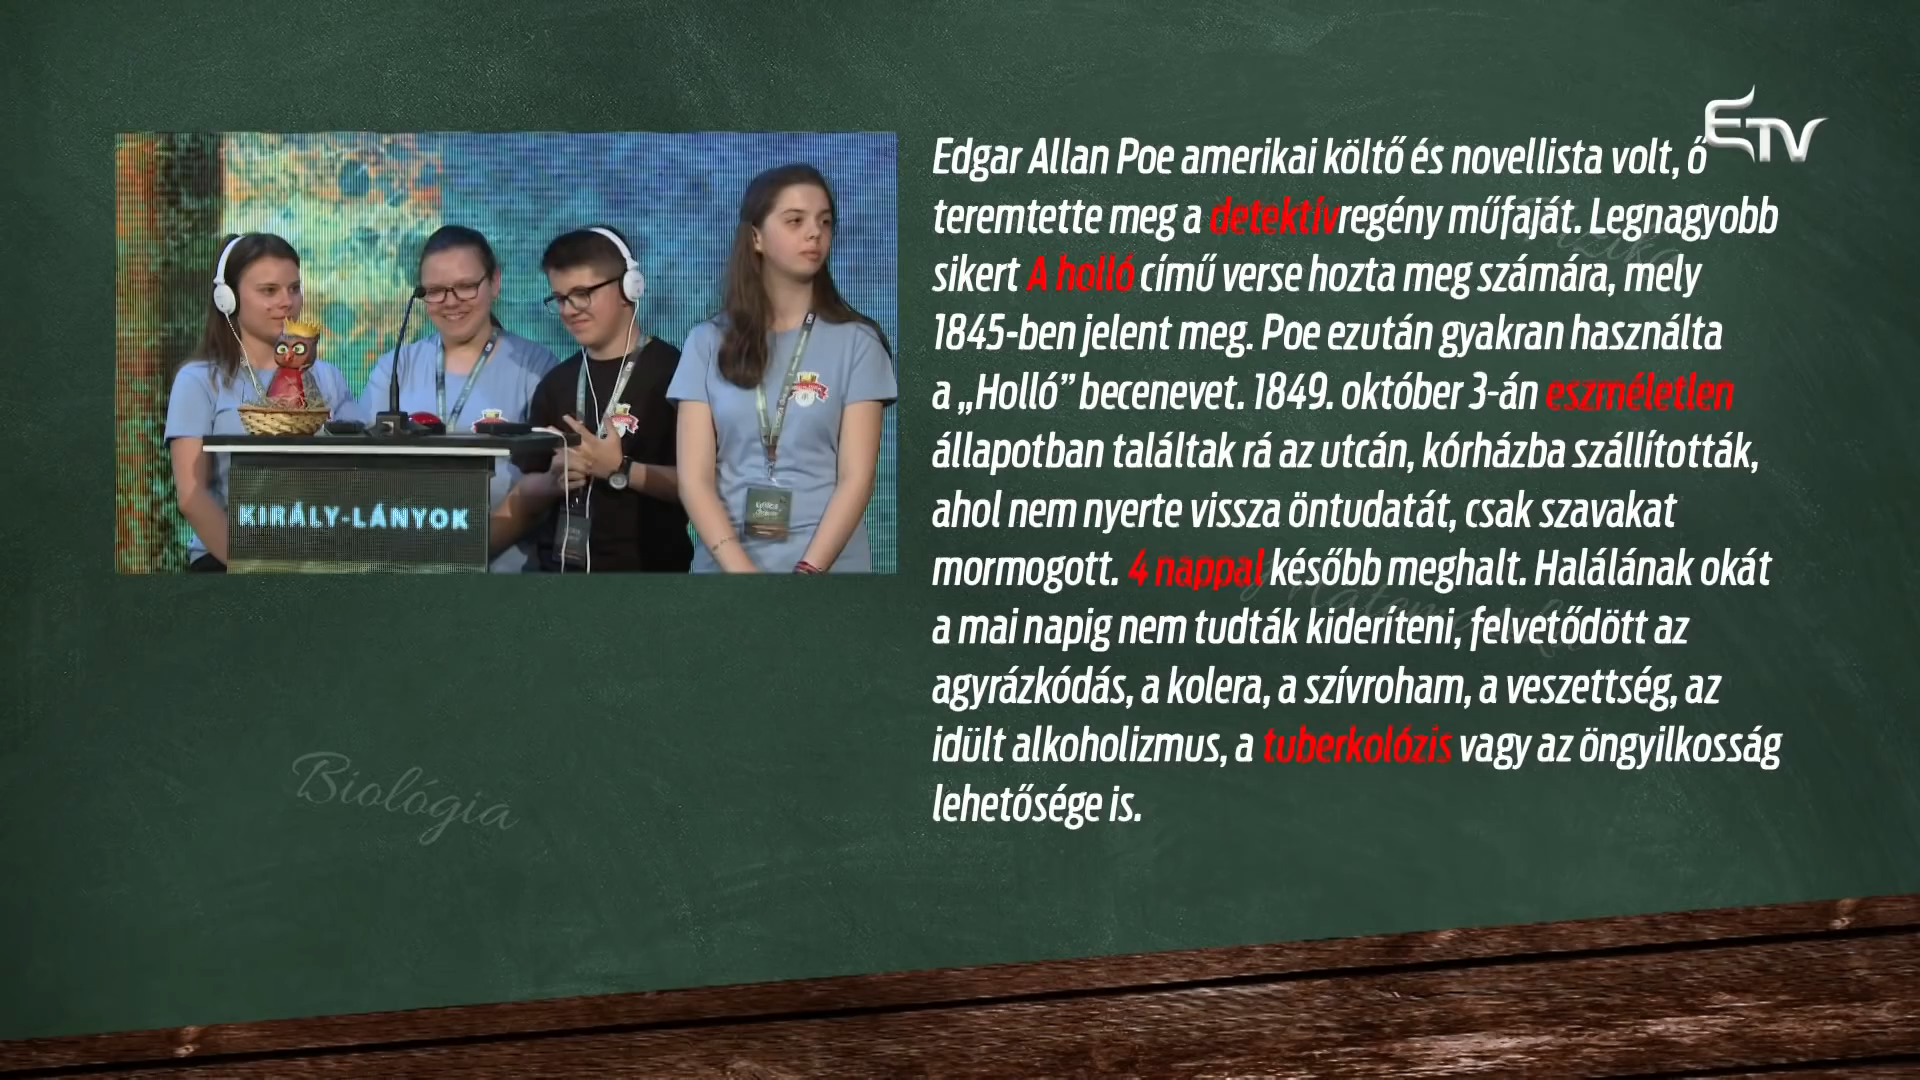 ETV
Edgar Allan Poe amerikai költő és novellista volt, ő
teremtette meg a detektívregény műfaját. Legnagyobb
sikert A holló című verse hozta meg számára, mely
1845-ben jelent meg. Poe ezután gyakran használta
a „Holló” becenevet. 1849. október 3-án eszméletlen
állapotban találtak rá az utcán, kórházba szállították,
ahol nem nyerte vissza öntudatát, csak szavakat
mormogott. 4 nappal később meghalt. Halálának okát
a mai napig nem tudták kideríteni, felvetődött az
agyrázkódás, a kolera, a szívroham, a veszettség, az
idült alkoholizmus, a tuberkolózis vagy az öngyilkosság
lehetősége is.
KIRÁLY-LÁNYOK
Biológia